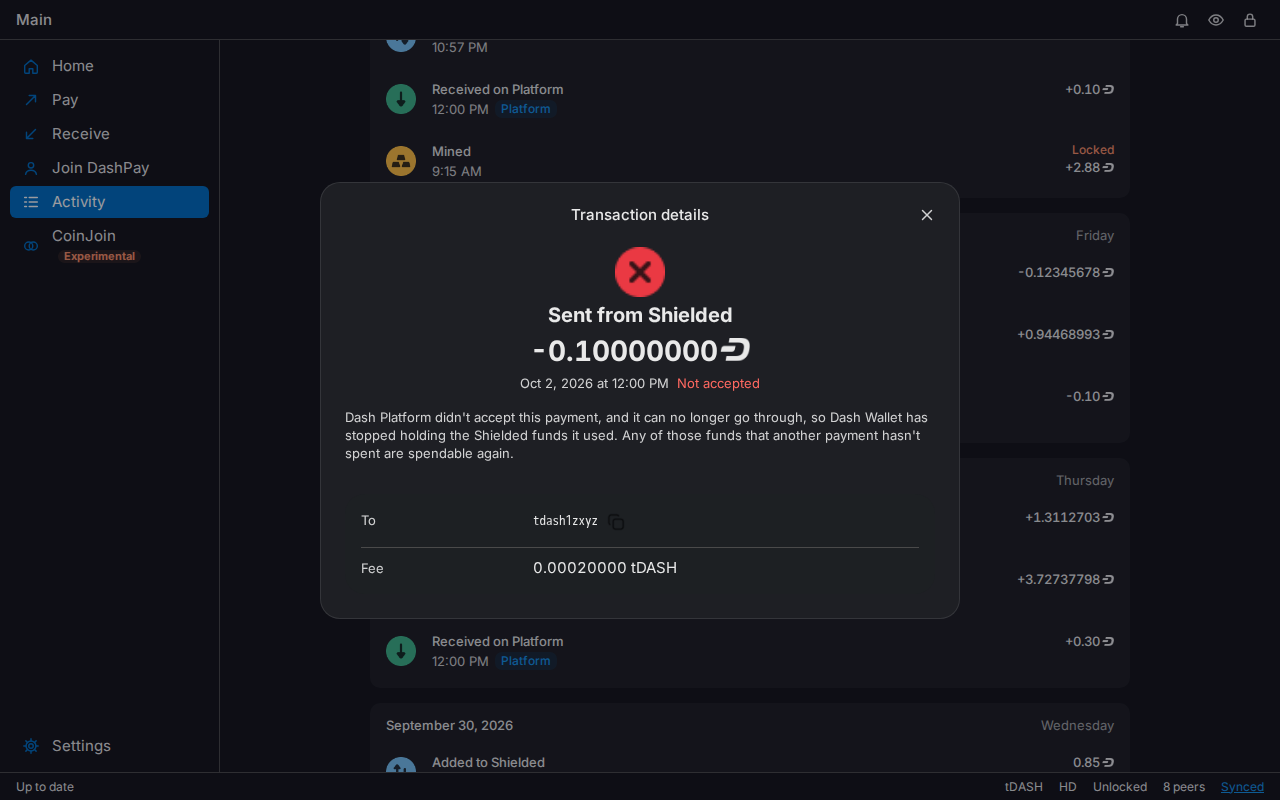 Main
Home
Pay
Receive
Join DashPay
Activity
CoinJoin
Experimental
Settings
10:57 PM
Received on Platform
+0.10
12:00 PM Platform
Mined
Locked
9:15 AM
+2.88
Friday
-0.12345678
+0.94468993
-0.10
Transaction details
Sent from Shielded
-0.10000000
Oct 2, 2026 at 12:00 PM Not accepted
Dash Platform didn't accept this payment, and it can no longer go through, so Dash Wallet has
stopped holding the Shielded funds it used. Any of those funds that another payment hasn't
spent are spendable again.
To tdash1zxyz
Fee 0.00020000 tDASH
Thursday
+1.3112703
+3.72737798
Received on Platform
+0.30
12:00 PM Platform
September 30, 2026 Wednesday
Added to Shielded 0.85
Up to date
tDASH HD Unlocked 8 peers Synced